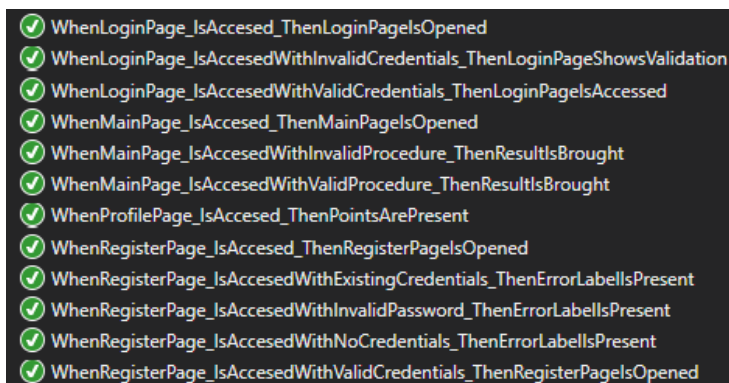 WhenLoginPage_IsAccesed_ThenLoginPageIsOpened
WhenLoginPage_IsAccesedWithInvalidCredentials_ThenLoginPageShowsValidation
WhenLoginPage_IsAccesedWithValidCredentials_ThenLoginPageIsAccessed
WhenMainPage_IsAccesed_ThenMainPageIsOpened
WhenMainPage_IsAccesedWithInvalidProcedure_ThenResultIsBrought
WhenMainPage_IsAccesedWithValidProcedure_ThenResultIsBrought
WhenProfilePage_IsAccesed_ThenPointsArePresent
WhenRegisterPage_IsAccesed_ThenRegisterPageIsOpened
WhenRegisterPage_IsAccesedWithExistingCredentials_ThenErrorLabelIsPresent
WhenRegisterPage_IsAccesedWithInvalidPassword_ThenErrorLabelIsPresent
WhenRegisterPage_IsAccesedWithNoCredentials_ThenErrorLabelIsPresent
WhenRegisterPage_IsAccesedWithValidCredentials_ThenRegisterPageIsOpened